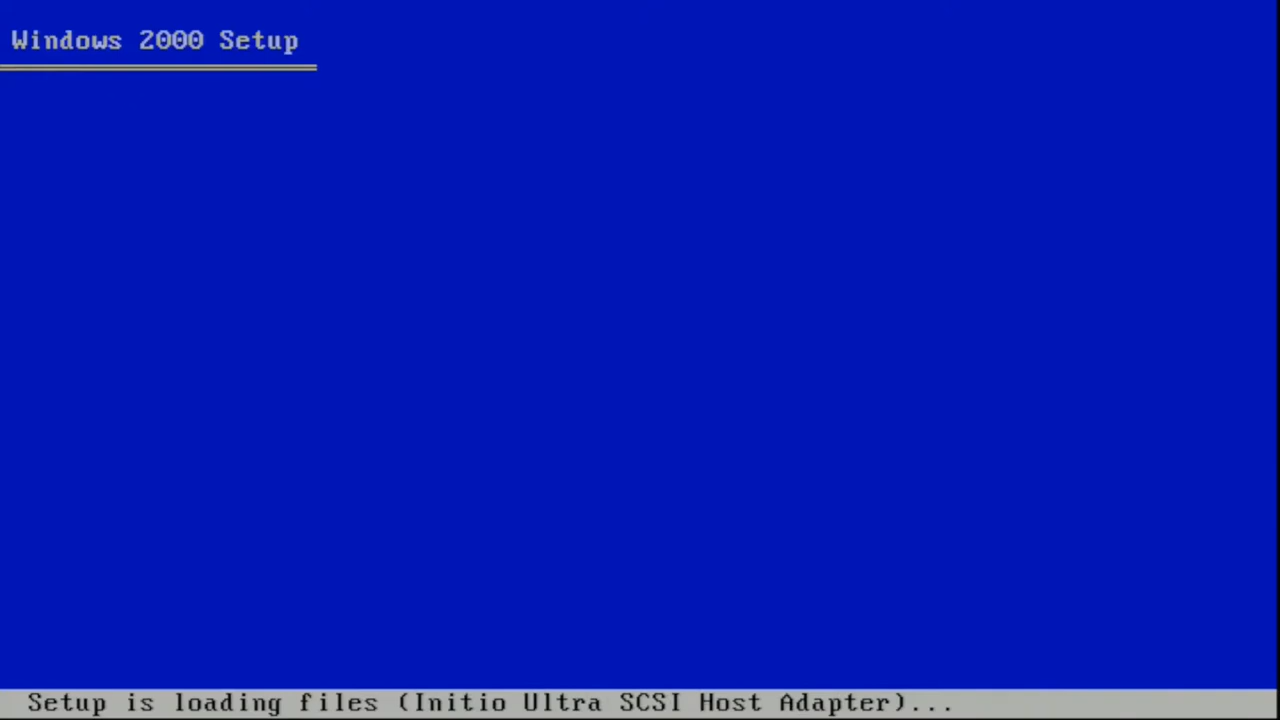 Windows 2000 Setup
Setup is loading files (Initio Ultra SCSI Host Adapter)...